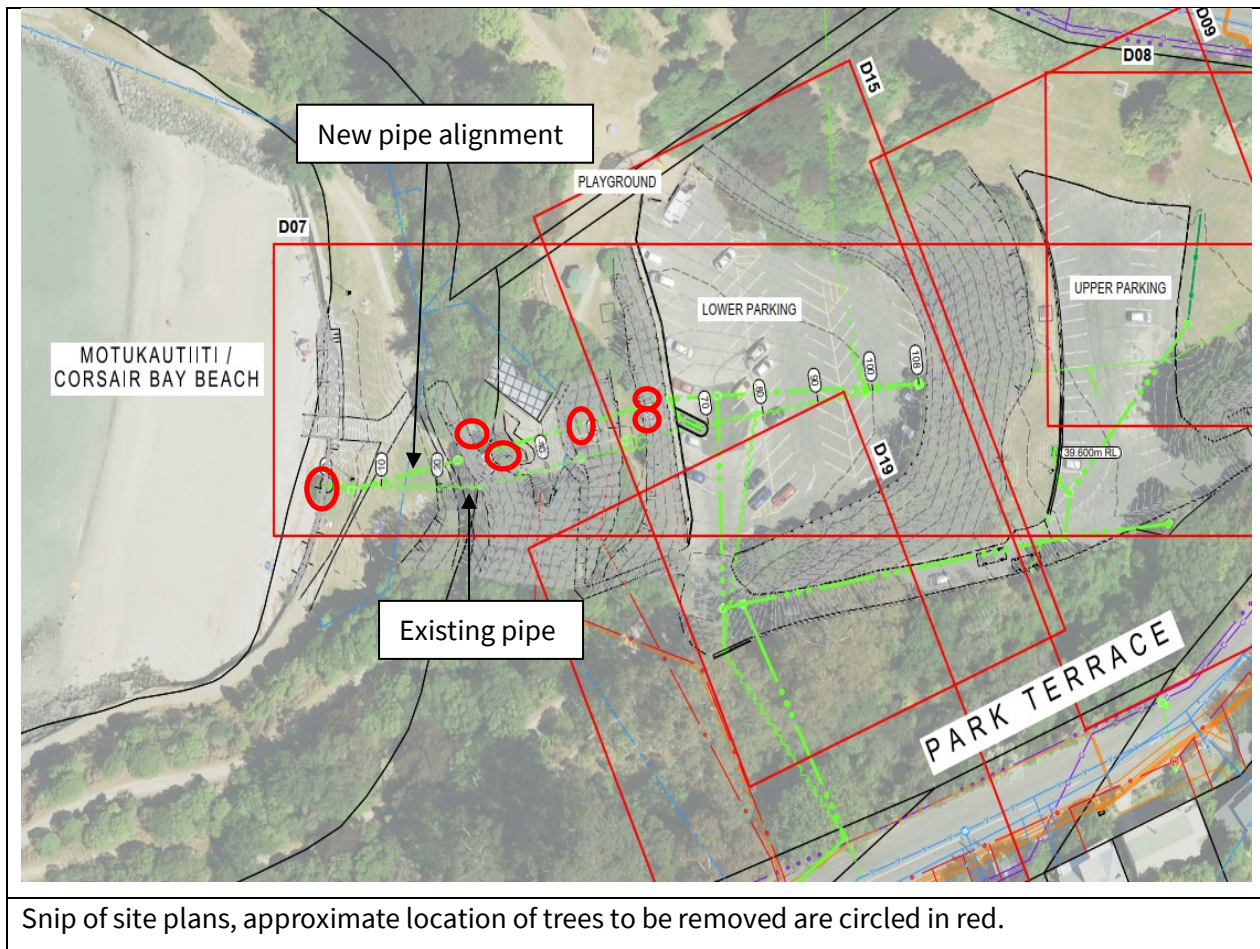 D09
D08
D15
New pipe alignment
PLAYGROUND
D07
UPPER PARKING
LOWER PARKING
MOTUKAUTIITI /
CORSAIR BAY BEACH
108
100
90
80
70
20
10
39.600m RL
D19
Existing pipe
PARK TERRACE
Snip of site plans, approximate location of trees to be removed are circled in red.